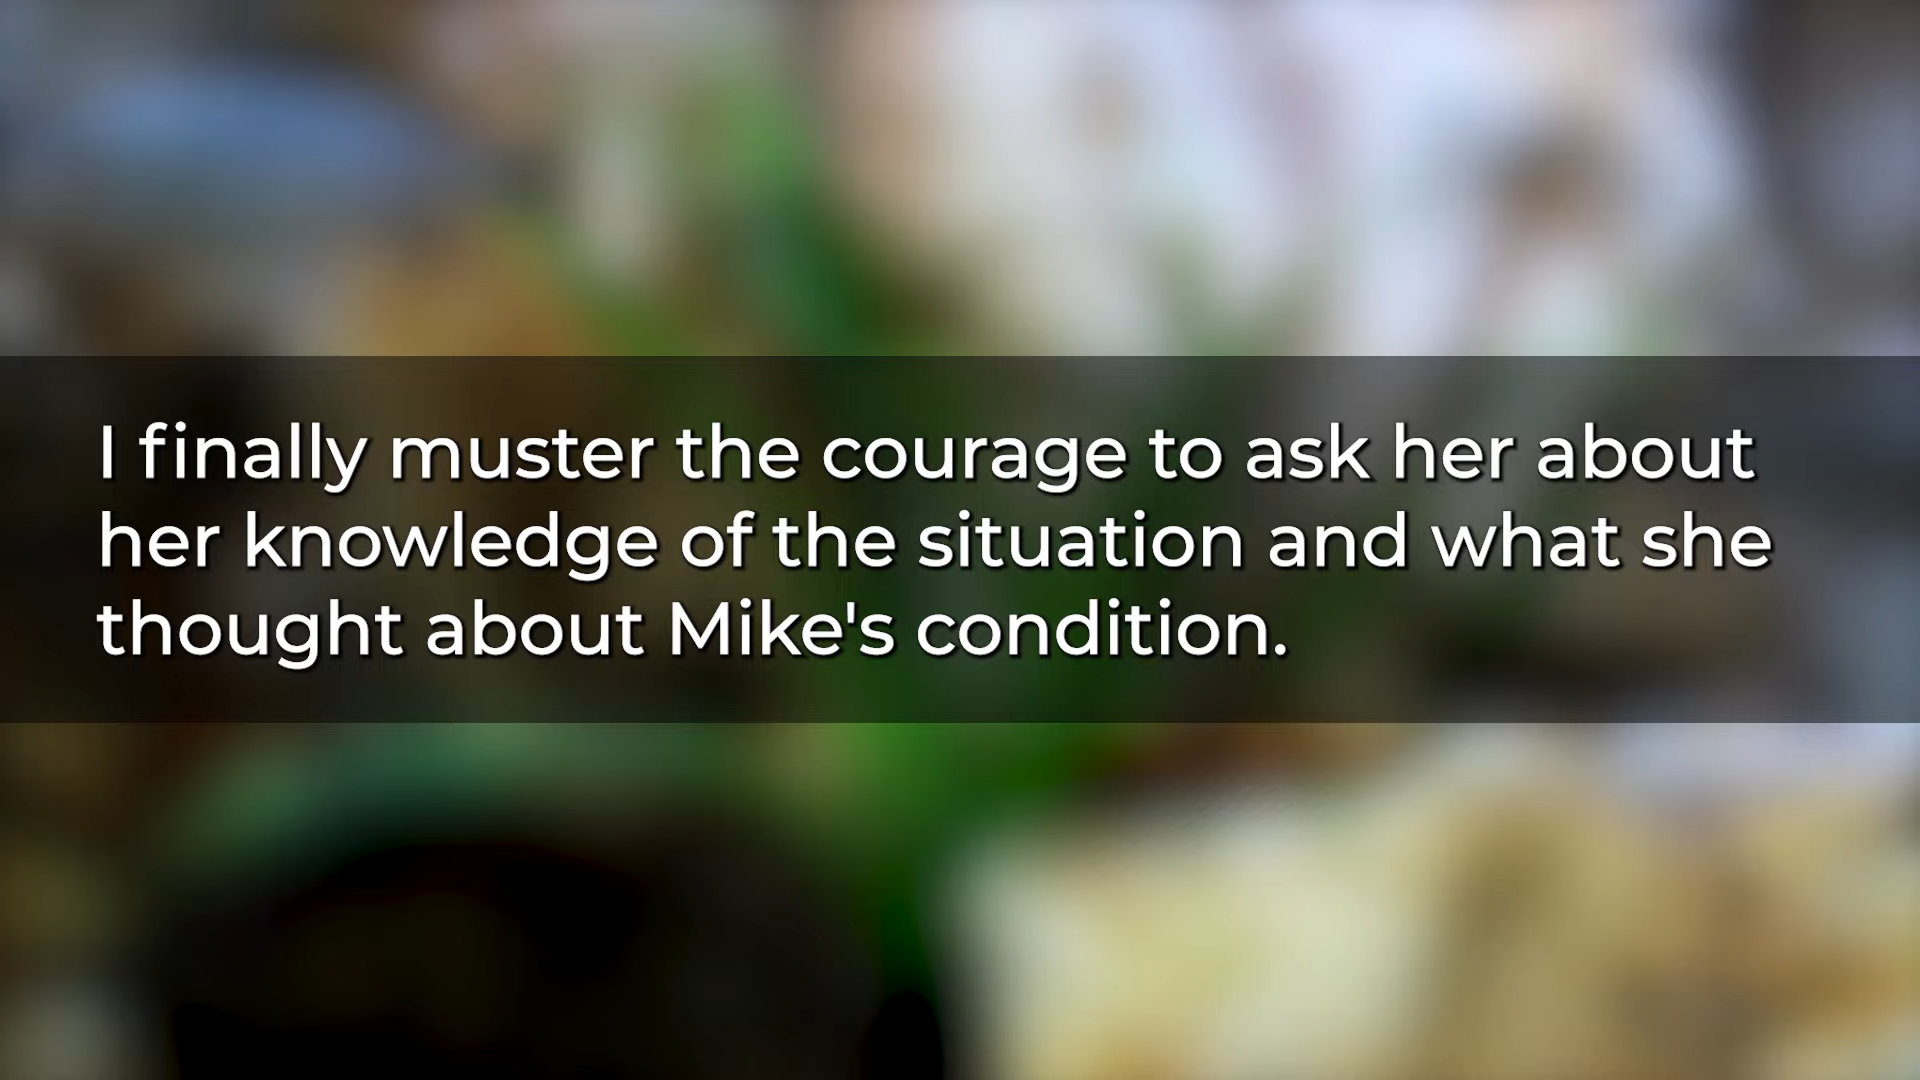 I finally muster the courage to ask her about
her knowledge of the situation and what she
thought about Mike's condition.